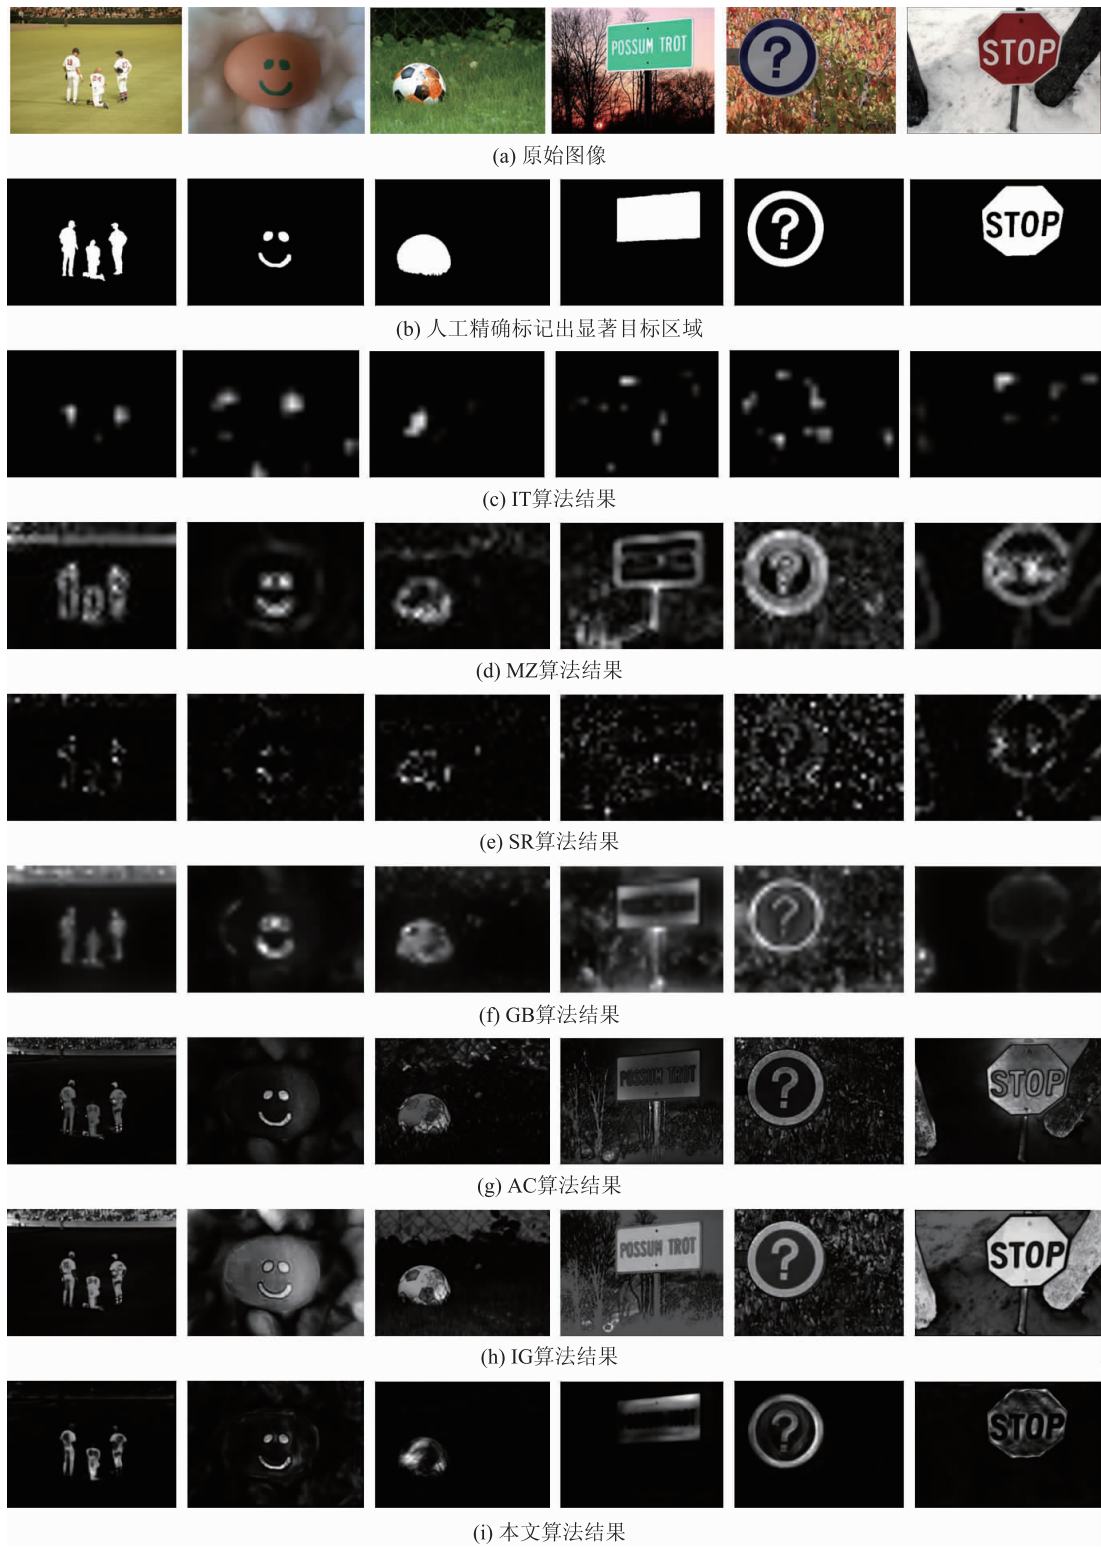 POSSUM TROT
?
STOP
(a) 原始图像
?
STOP
(b) 人工精确标记出显著目标区域
(c) IT算法结果
?
(d) MZ算法结果
(e) SR算法结果
?
(f) GB算法结果
POSSUM TROT
?
STOP
(g) AC算法结果
POSSUM TROT
?
STOP
(h) IG算法结果
?
STOP
(i) 本文算法结果